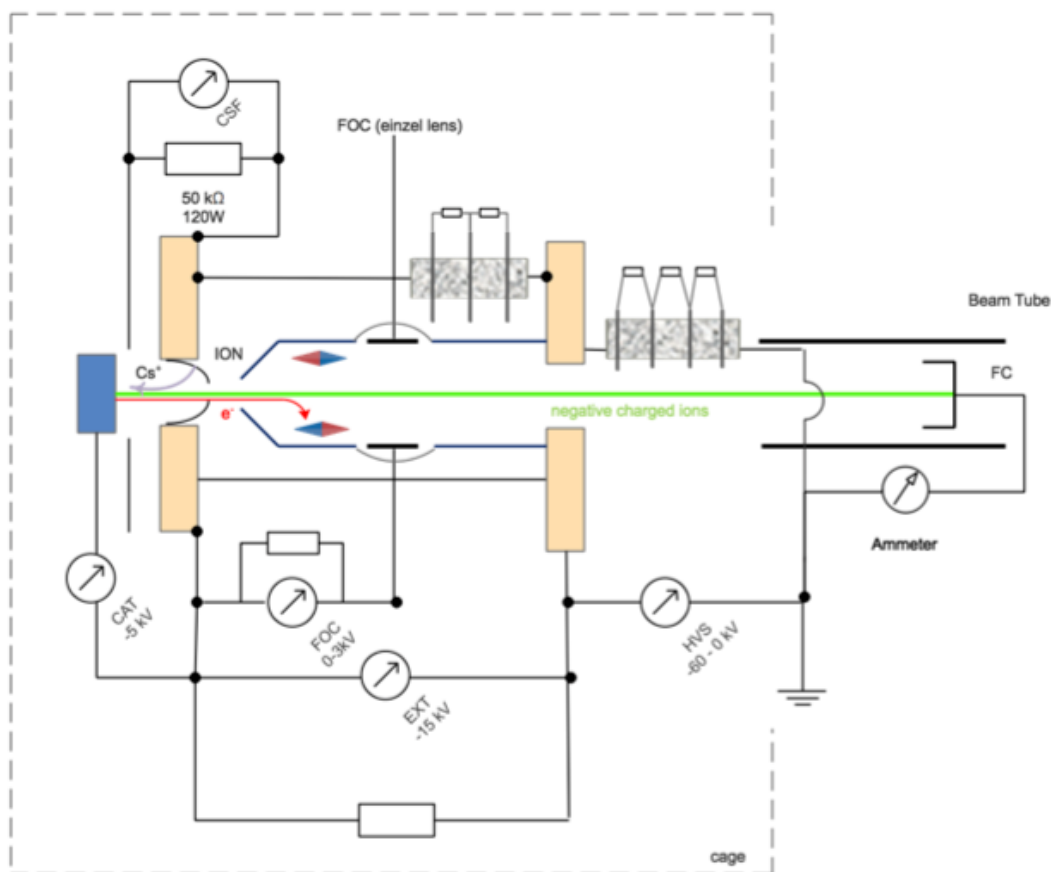 CSF
FOC (einzel lens)
50 kΩ
120W
Beam Tube
ION
Cs⁺
FC
e⁻
negative charged ions
Ammeter
CAT
-5 kV
FOC
0-3kV
HVS
-60 - 0 kV
EXT
-15 kV
cage